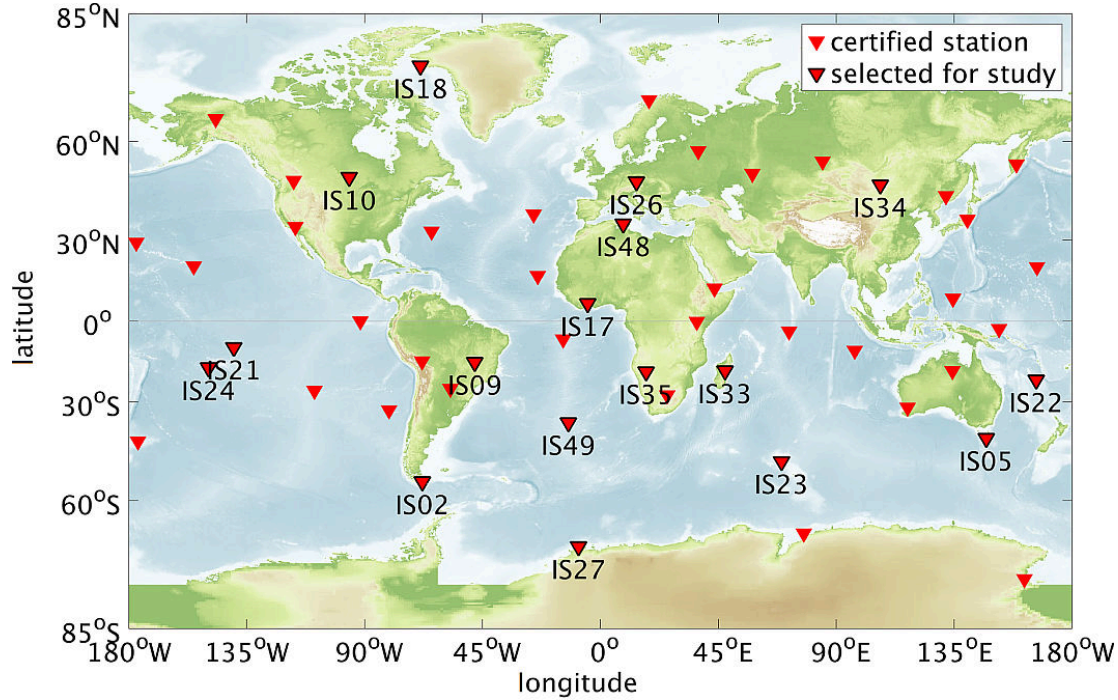 85°N
certified station
selected for study
IS18
60°N
IS10
IS26
IS34
IS48
30°N
latitude
IS17
0°
IS21
IS24
IS09
IS35
IS33
IS22
30°S
IS49
IS05
IS23
IS02
60°S
IS27
85°S
180°W 135°W 90°W 45°W 0° 45°E 90°E 135°E 180°W
longitude